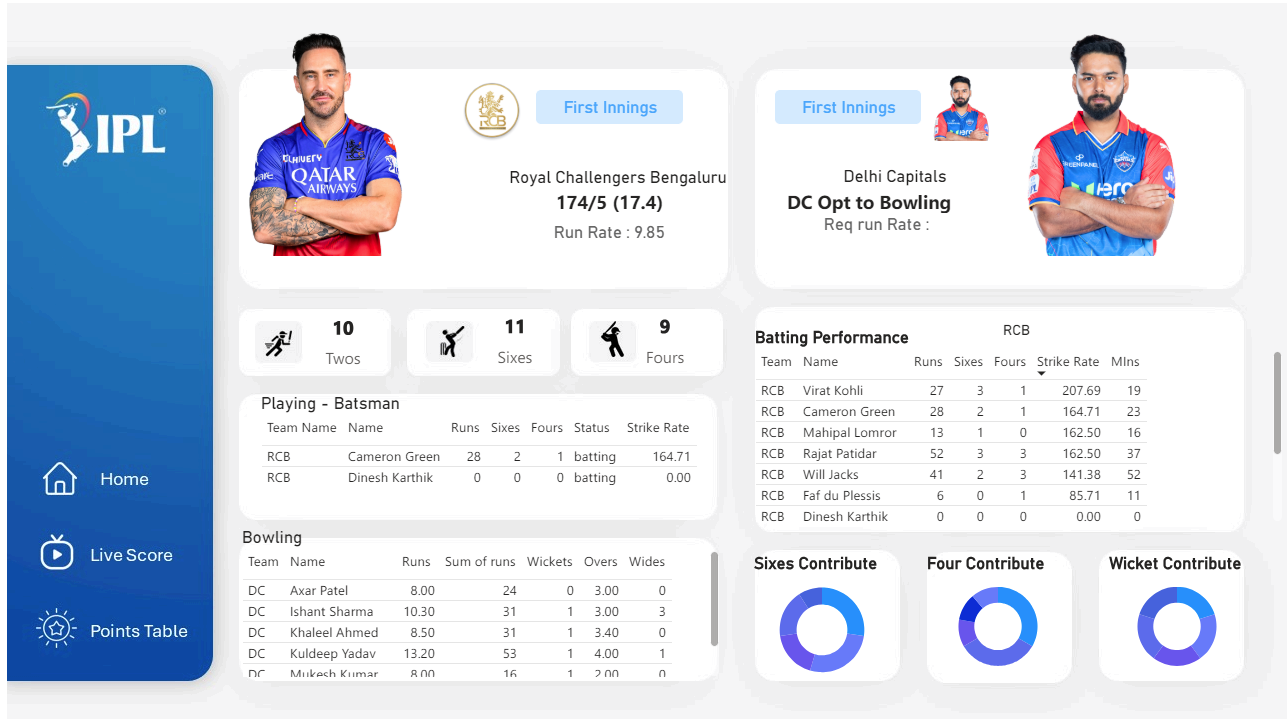 IPL
Home
Live Score
Points Table
RCB
First Innings
Royal Challengers Bengaluru
174/5 (17.4)
Run Rate : 9.85
QATAR
AIRWAYS
RCB
First Innings
Delhi Capitals
DC Opt to Bowling
Req run Rate :
10
Twos
11
Sixes
9
Fours
Playing - Batsman
Team Name Name Runs Sixes Fours Status Strike Rate
RCB Cameron Green 28 2 1 batting 164.71
RCB Dinesh Karthik 0 0 0 batting 0.00
Bowling
Team Name Runs Sum of runs Wickets Overs Wides
DC Axar Patel 8.00 24 0 3.00 0
DC Ishant Sharma 10.30 31 1 3.00 3
DC Khaleel Ahmed 8.50 31 1 3.40 0
DC Kuldeep Yadav 13.20 53 1 4.00 1
DC Mukesh Kumar 8.00 16 1 2.00 0
Batting Performance
RCB
Team Name Runs Sixes Fours Strike Rate MIns
RCB Virat Kohli 27 3 1 207.69 19
RCB Cameron Green 28 2 1 164.71 23
RCB Mahipal Lomror 13 1 0 162.50 16
RCB Rajat Patidar 52 3 3 162.50 37
RCB Will Jacks 41 2 3 141.38 52
RCB Faf du Plessis 6 0 1 85.71 11
RCB Dinesh Karthik 0 0 0 0.00 0
Sixes Contribute
Four Contribute
Wicket Contribute